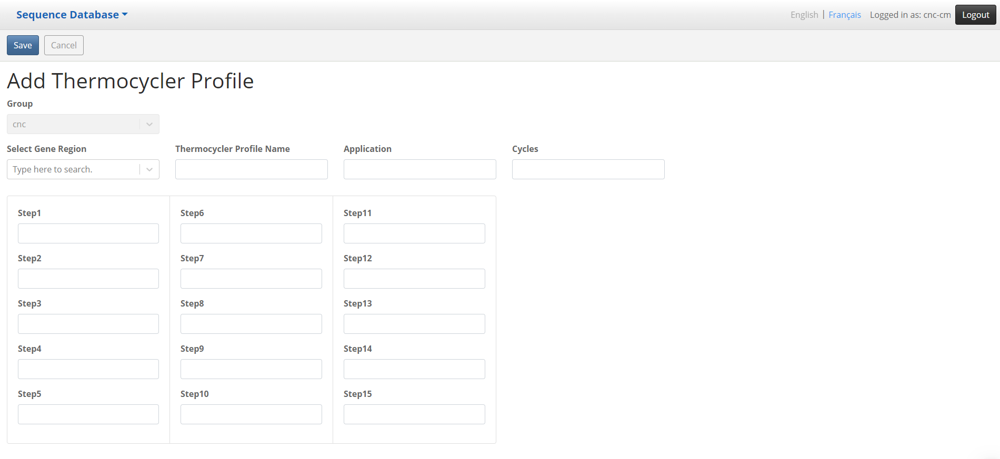 Sequence Database
English | Français Logged in as: cnc-cm Logout
Save Cancel
Add Thermocycler Profile
Group
cnc
Select Gene Region Thermocycler Profile Name Application Cycles
Type here to search.
Step1 Step6 Step11
Step2 Step7 Step12
Step3 Step8 Step13
Step4 Step9 Step14
Step5 Step10 Step15